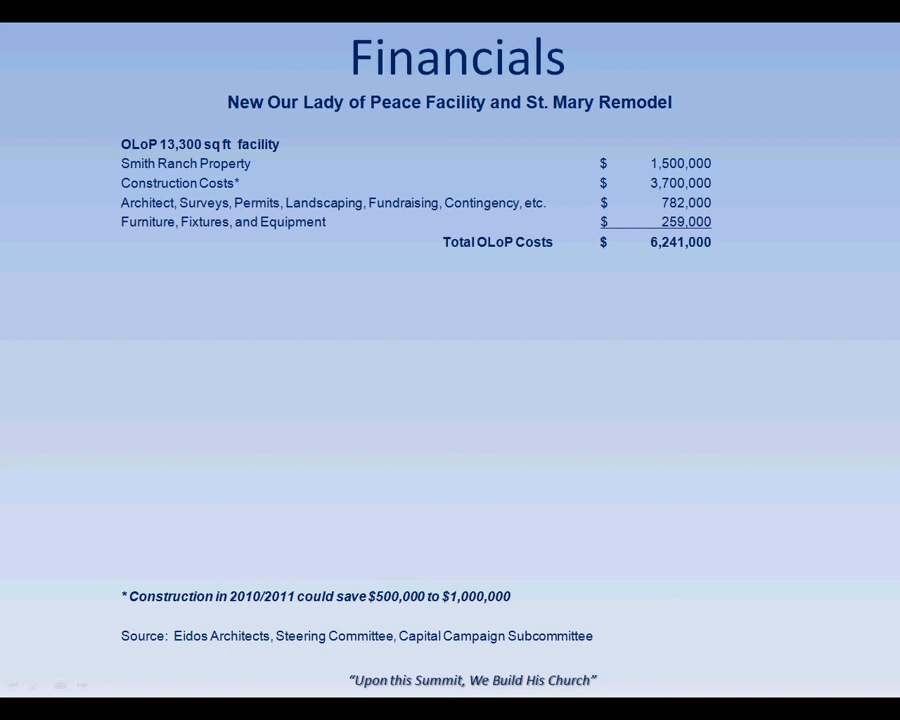 Financials
New Our Lady of Peace Facility and St. Mary Remodel
OLoP 13,300 sq ft facility
Smith Ranch Property $ 1,500,000
Construction Costs* $ 3,700,000
Architect, Surveys, Permits, Landscaping, Fundraising, Contingency, etc. $ 782,000
Furniture, Fixtures, and Equipment $ 259,000
Total OLoP Costs $ 6,241,000
* Construction in 2010/2011 could save $500,000 to $1,000,000
Source: Eidos Architects, Steering Committee, Capital Campaign Subcommittee
“Upon this Summit, We Build His Church”